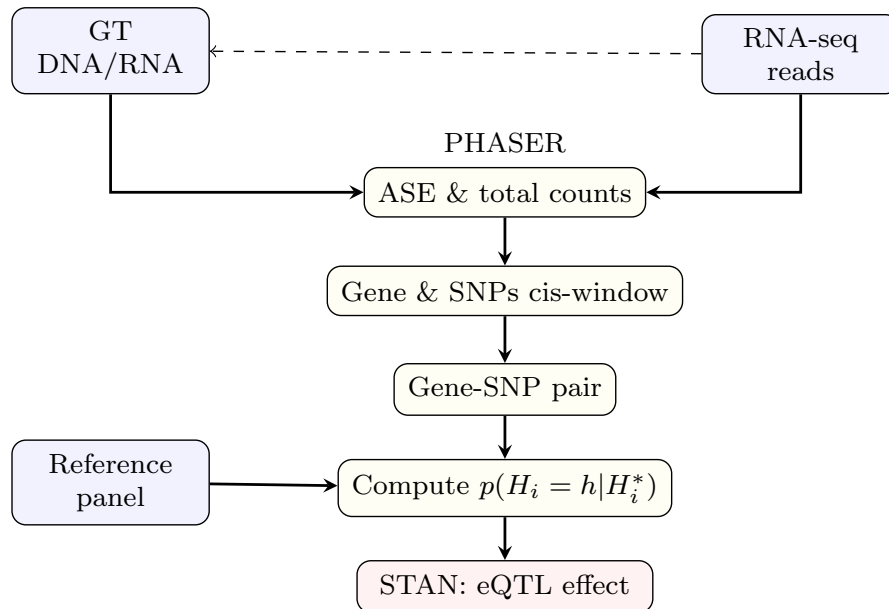 GT
DNA/RNA
RNA-seq
reads
PHASER
ASE & total counts
Gene & SNPs cis-window
Gene-SNP pair
Reference
panel
Compute p(H_i = h|H_i^*)
STAN: eQTL effect